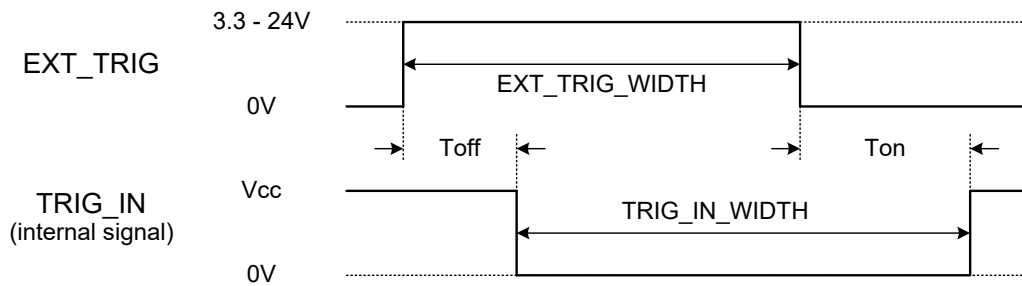 3.3 - 24V
EXT_TRIG
EXT_TRIG_WIDTH
0V
Toff
Ton
Vcc
TRIG_IN
(internal signal)
TRIG_IN_WIDTH
0V